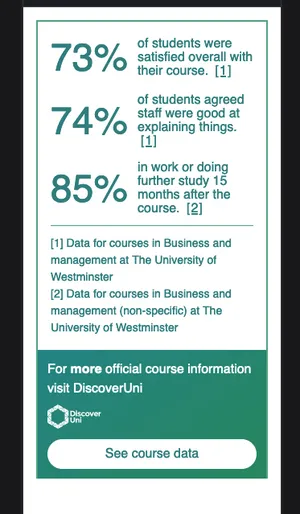 73%
of students were
satisfied overall with
their course. [1]
74%
of students agreed
staff were good at
explaining things.
[1]
85%
in work or doing
further study 15
months after the
course. [2]
[1] Data for courses in Business and
management at The University of
Westminster
[2] Data for courses in Business and
management (non-specific) at The
University of Westminster
For more official course information
visit DiscoverUni
Discover
Uni
See course data